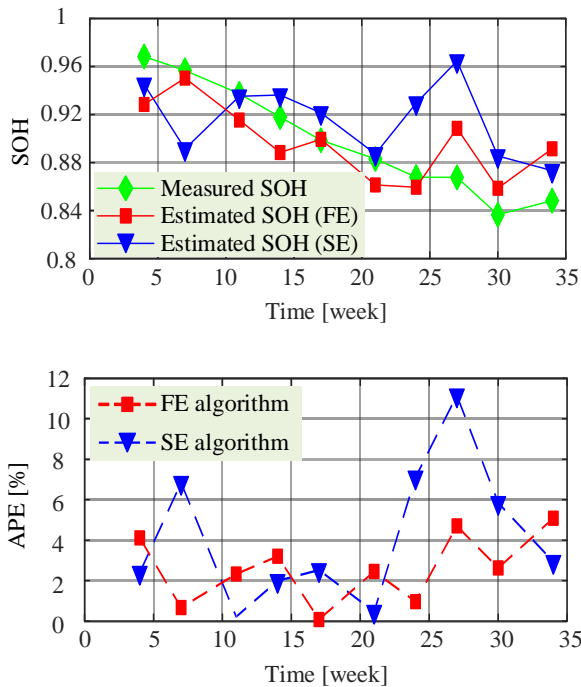 1
0.96
0.92
0.88
0.84
0.8
SOH
Measured SOH
Estimated SOH (FE)
Estimated SOH (SE)
0 5 10 15 20 25 30 35
Time [week]
12
10
8
6
4
2
0
APE [%]
FE algorithm
SE algorithm
0 5 10 15 20 25 30 35
Time [week]